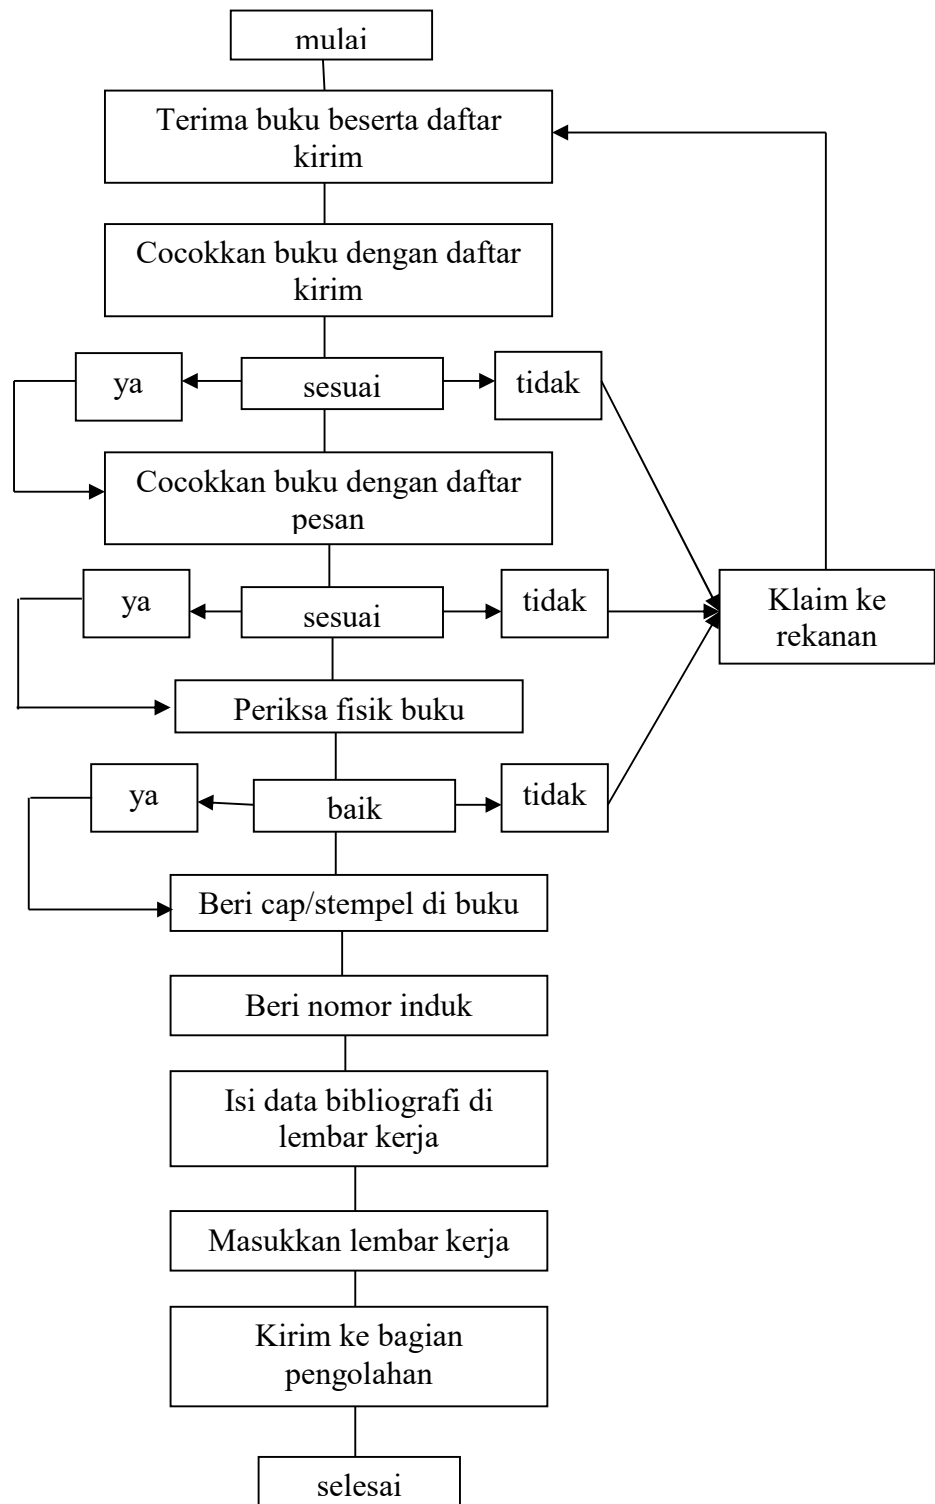 mulai
Terima buku beserta daftar
kirim
Cocokkan buku dengan daftar
kirim
ya
sesuai
tidak
Cocokkan buku dengan daftar
pesan
ya
sesuai
tidak
Klaim ke
rekanan
Periksa fisik buku
ya
baik
tidak
Beri cap/stempel di buku
Beri nomor induk
Isi data bibliografi di
lembar kerja
Masukkan lembar kerja
Kirim ke bagian
pengolahan
selesai